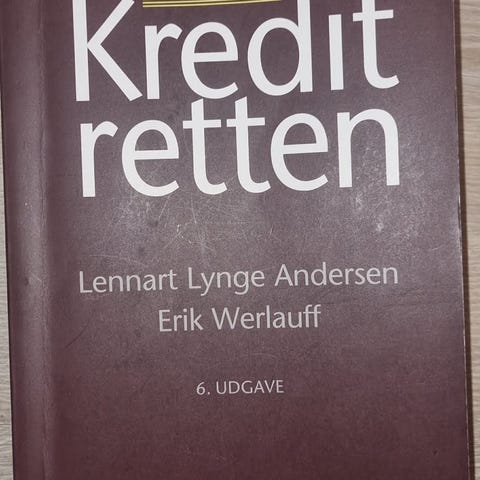 Kredit
retten
Lennart Lynge Andersen
Erik Werlauff
6. UDGAVE